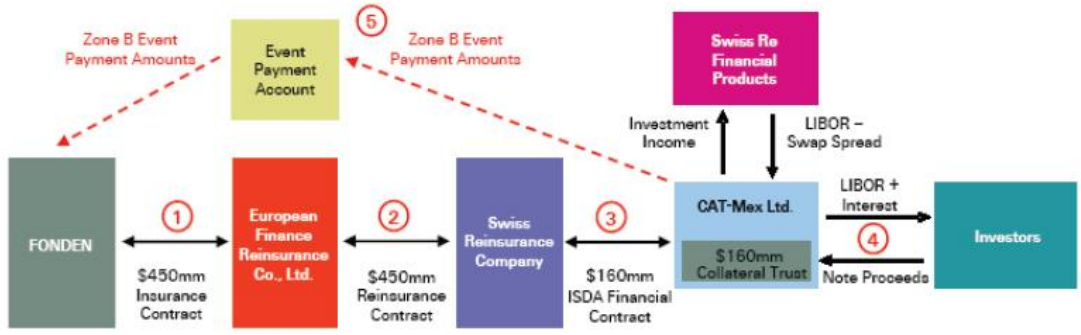 5
Zone B Event
Payment Amounts
Event
Payment
Account
Zone B Event
Payment Amounts
Swiss Re
Financial
Products
Investment
Income
LIBOR –
Swap Spread
FONDEN
1
$450mm
Insurance
Contract
European
Finance
Reinsurance
Co., Ltd.
2
$450mm
Reinsurance
Contract
Swiss
Reinsurance
Company
3
$160mm
ISDA Financial
Contract
CAT-Mex Ltd.
$160mm
Collateral Trust
LIBOR +
Interest
4
Note Proceeds
Investors